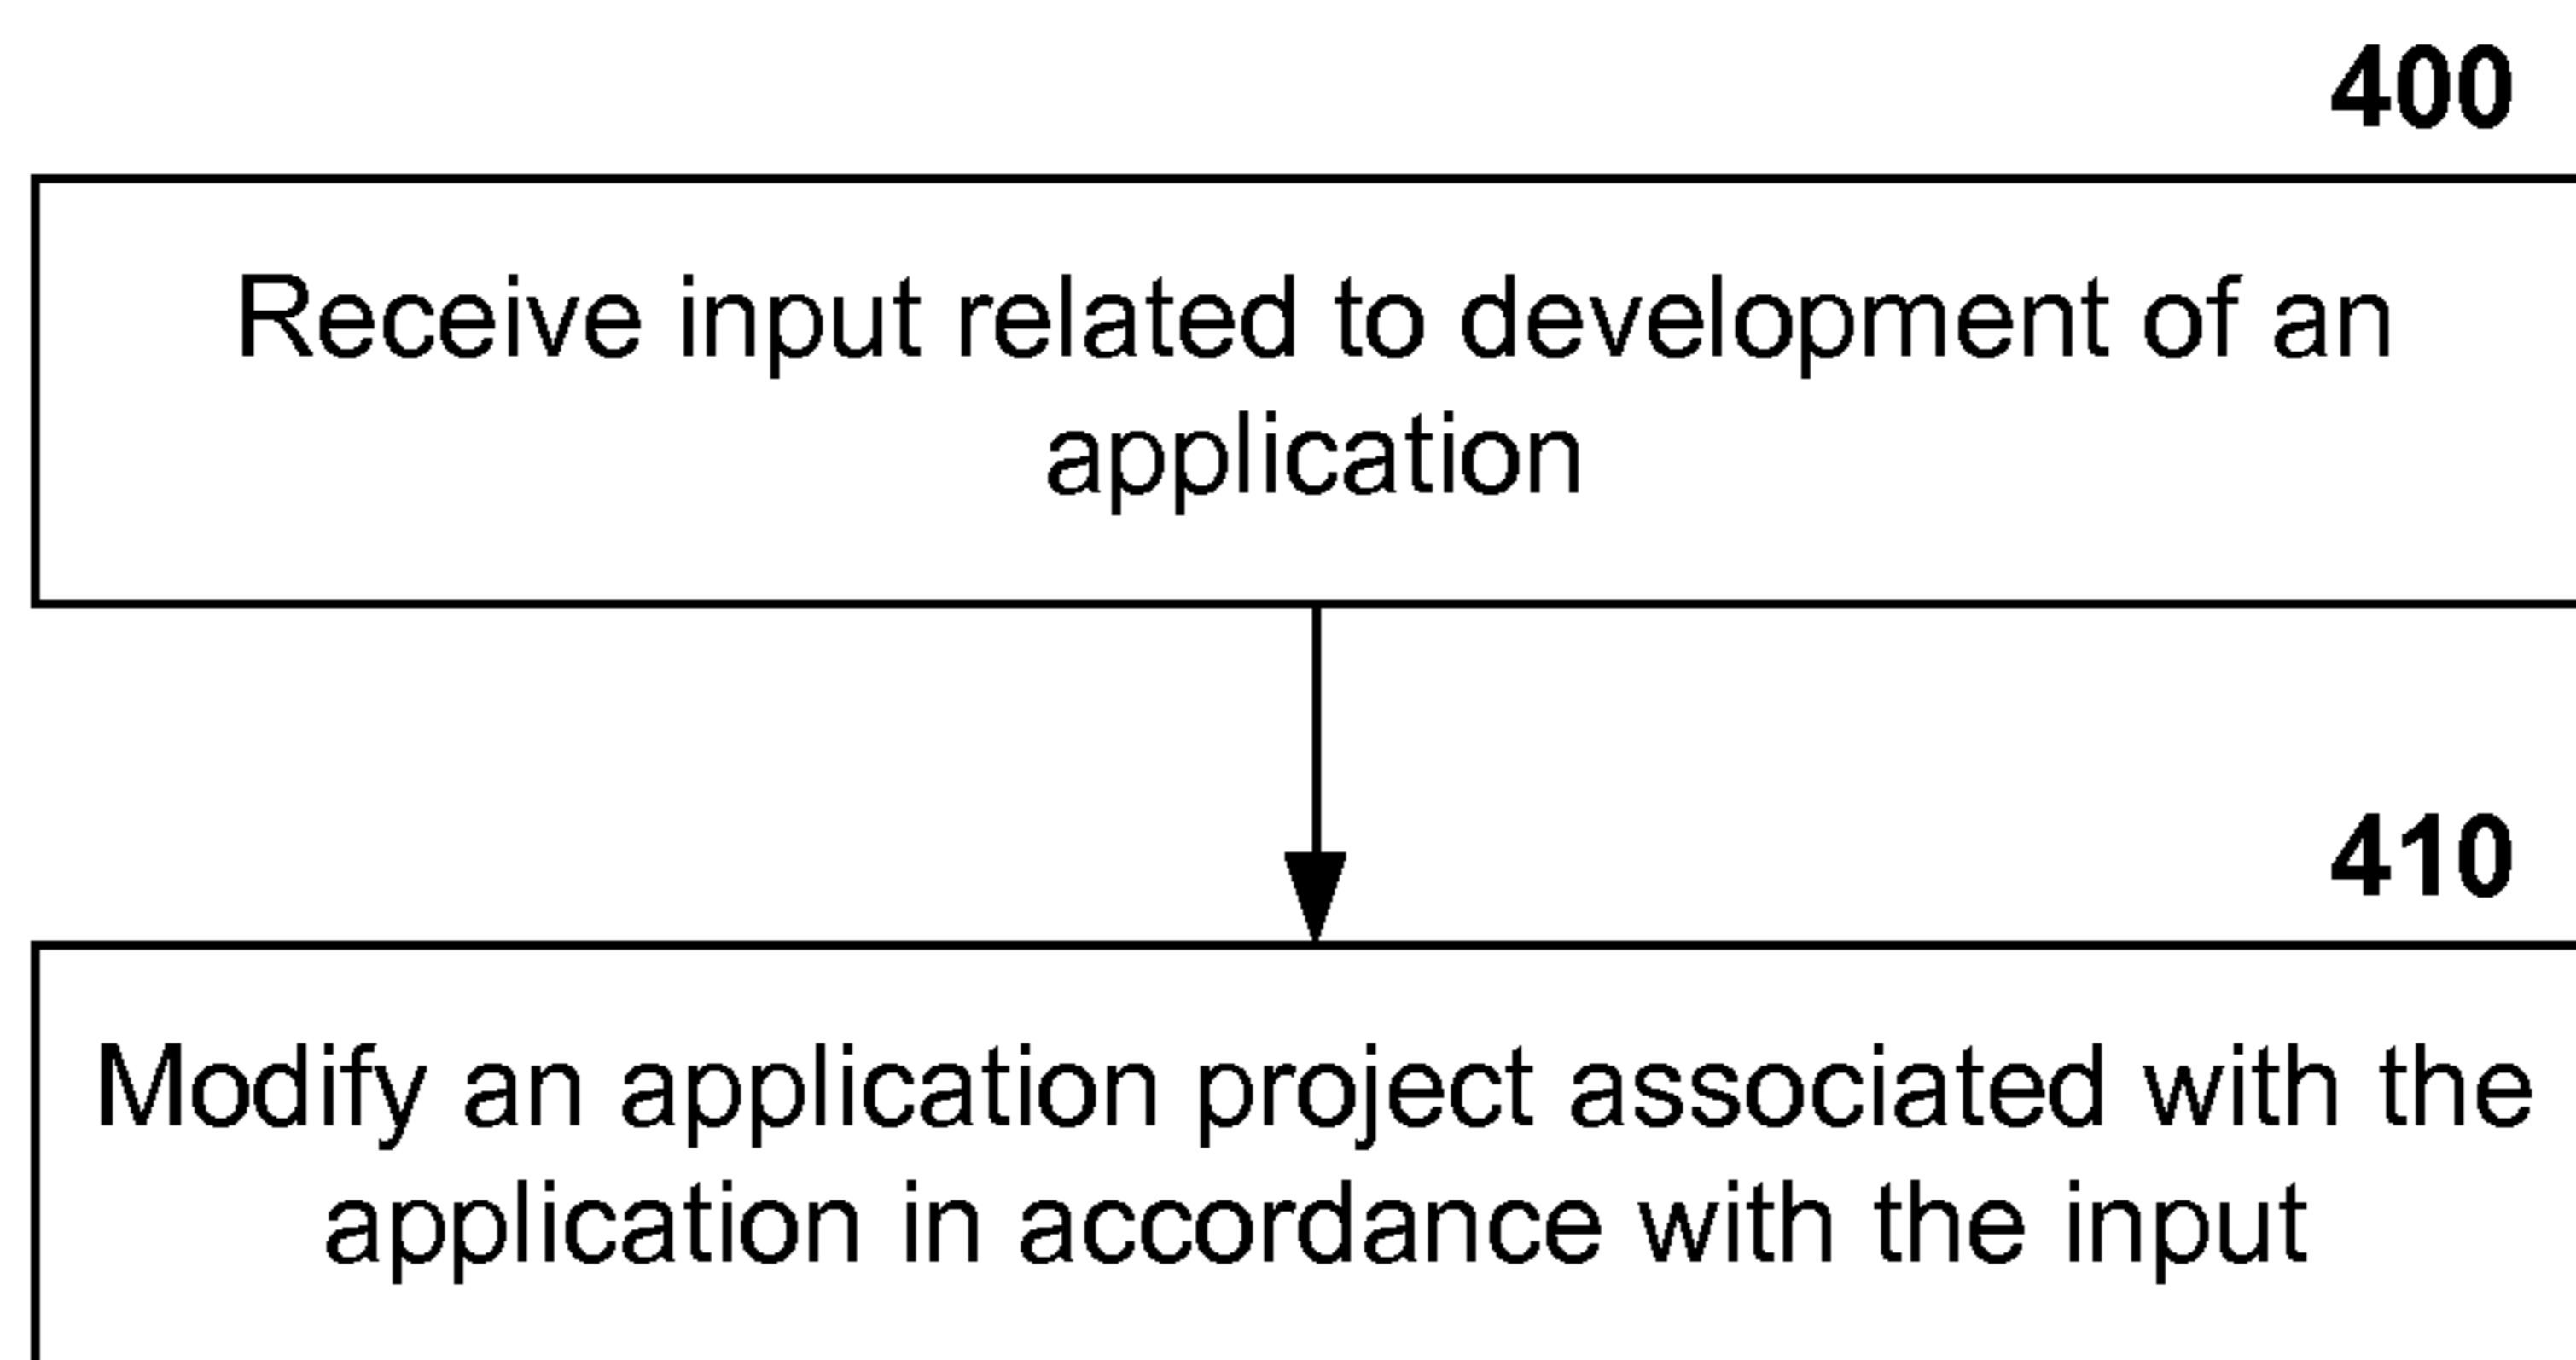 400
Receive input related to development of an
application
410
Modify an application project associated with the
application in accordance with the input